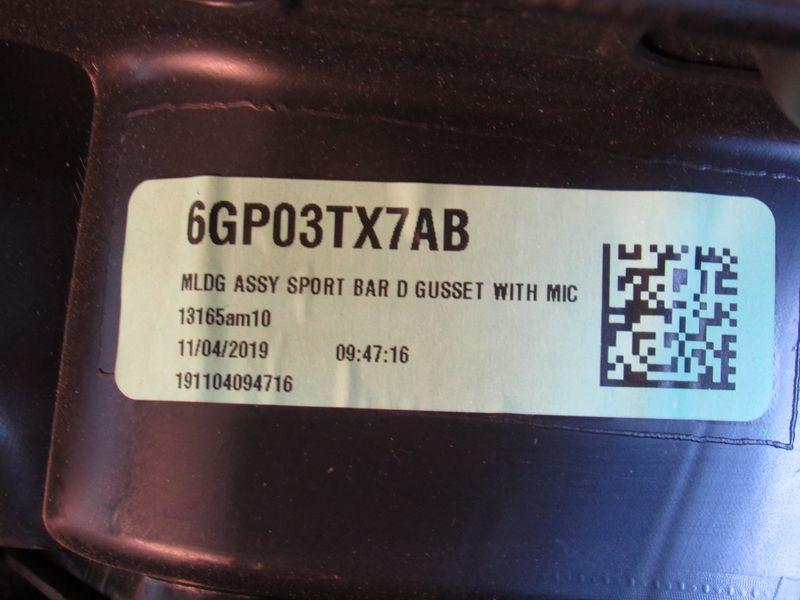 6GP03TX7AB
MLDG ASSY SPORT BAR D GUSSET WITH MIC
13165am10
11/04/2019 09:47:16
191104094716